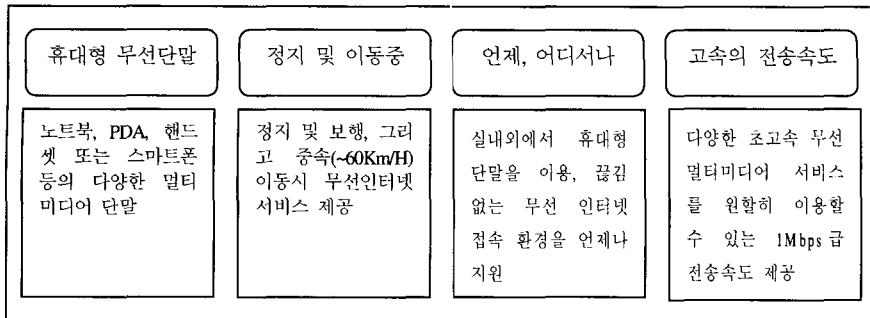 휴대형 무선단말
노트북, PDA, 핸드
셋 또는 스마트폰
등의 다양한 멀티
미디어 단말
정지 및 이동중
정지 및 보행, 그리
고 중속(~60Km/H)
이동시 무선인터넷
서비스 제공
언제, 어디서나
실내외에서 휴대형
단말을 이용, 끊김
없는 무선 인터넷
접속 환경을 언제나
지원
고속의 전송속도
다양한 초고속 무선
멀티미디어 서비스
를 원할히 이용할
수 있는 1Mbps급
전송속도 제공